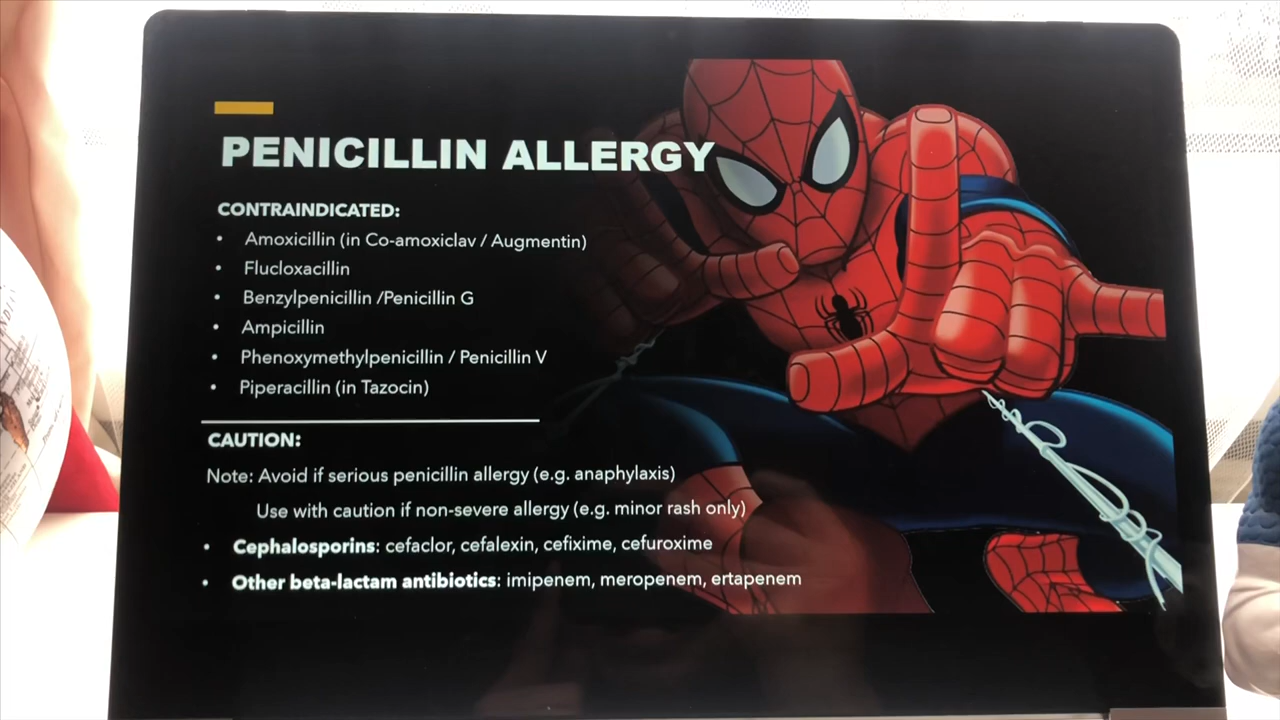 PENICILLIN ALLERGY
CONTRAINDICATED:
• Amoxicillin (in Co-amoxiclav / Augmentin)
• Flucloxacillin
• Benzylpenicillin /Penicillin G
• Ampicillin
• Phenoxymethylpenicillin / Penicillin V
• Piperacillin (in Tazocin)
CAUTION:
Note: Avoid if serious penicillin allergy (e.g. anaphylaxis)
Use with caution if non-severe allergy (e.g. minor rash only)
• Cephalosporins: cefaclor, cefalexin, cefixime, cefuroxime
• Other beta-lactam antibiotics: imipenem, meropenem, ertapenem